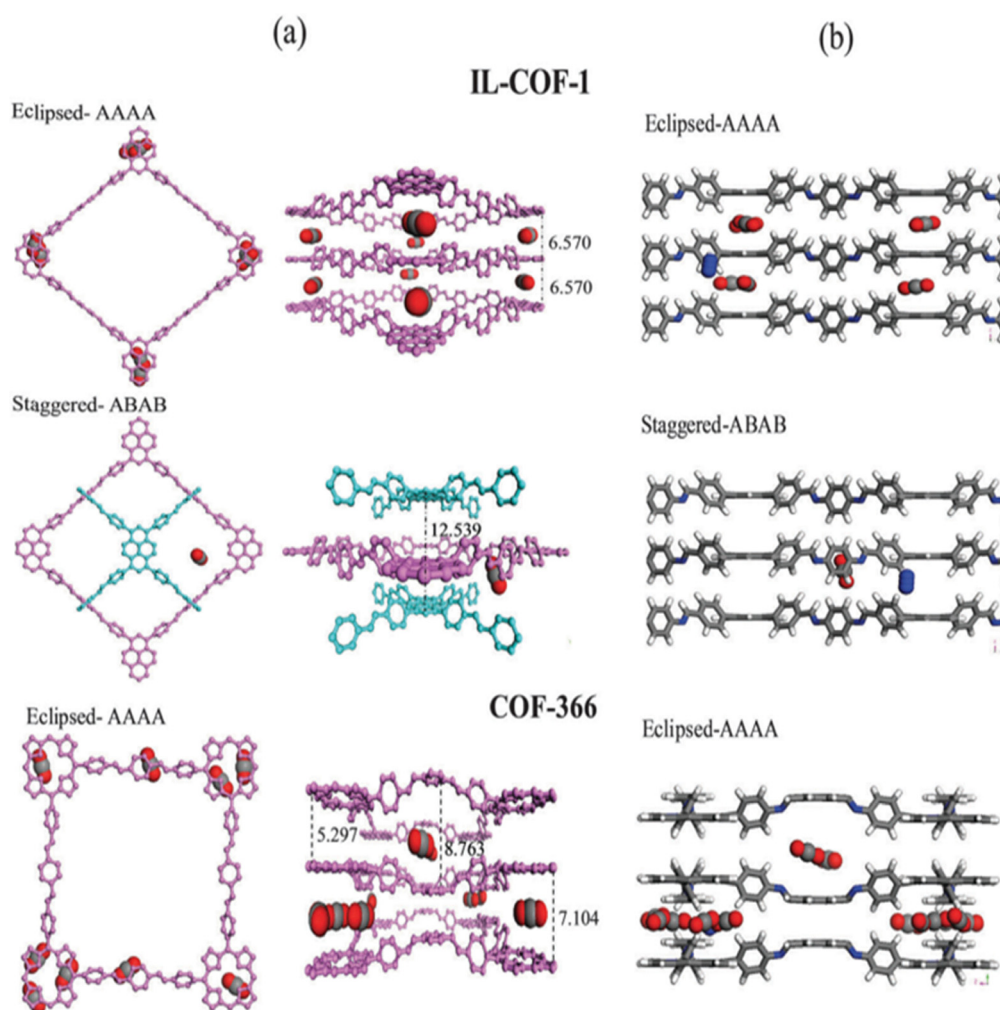 (a)
(b)
IL-COF-1
Eclipsed- AAAA
Eclipsed-AAAA
6.570
6.570
Staggered- ABAB
Staggered-ABAB
12.539
COF-366
Eclipsed- AAAA
Eclipsed-AAAA
5.297
8.763
7.104